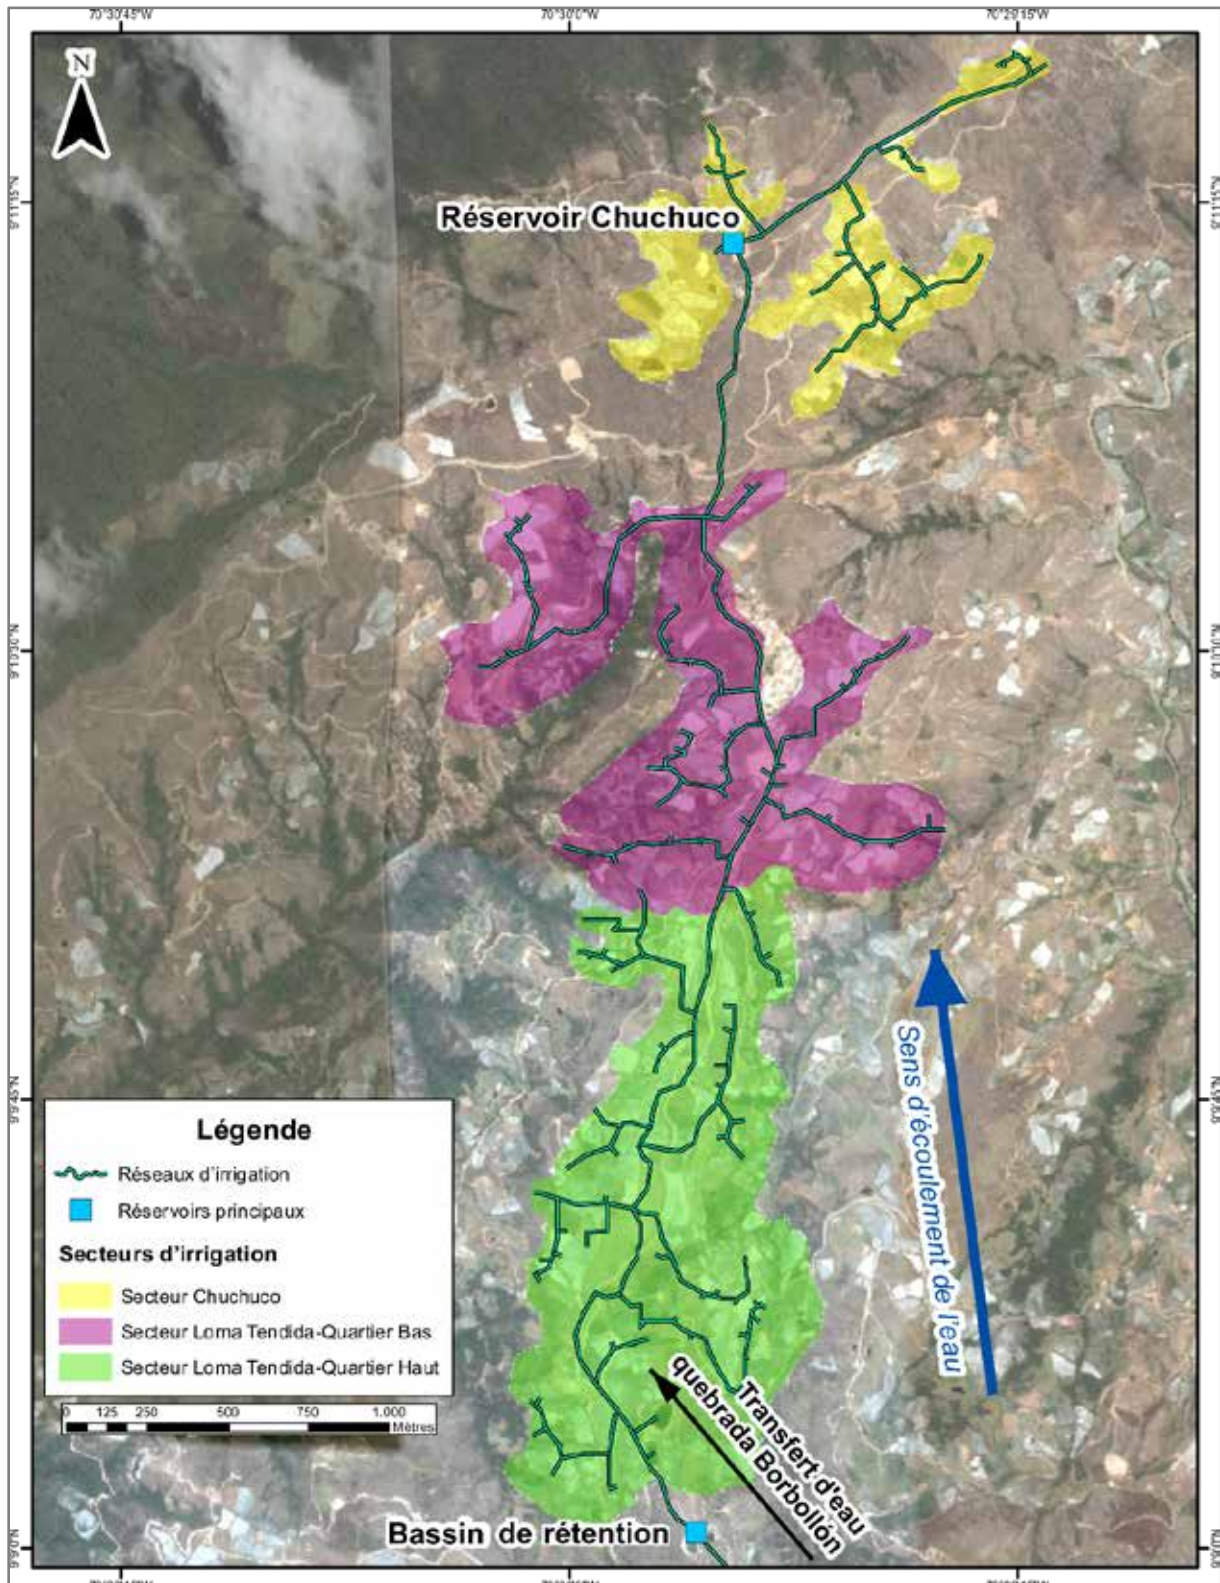 70°30'45"W
70°30'0"W
70°29'15"W
N
Réservoir Chuchuco
Sens d'écoulement de l'eau
Légende
Réseaux d'irrigation
Réservoirs principaux
Secteurs d'irrigation
Secteur Chuchuco
Secteur Loma Tendida-Quartier Bas
Secteur Loma Tendida-Quartier Haut
0 125 250 500 750 1.000
Mètres
Transfert d'eau
quebrada Borbollón
Bassin de rétention